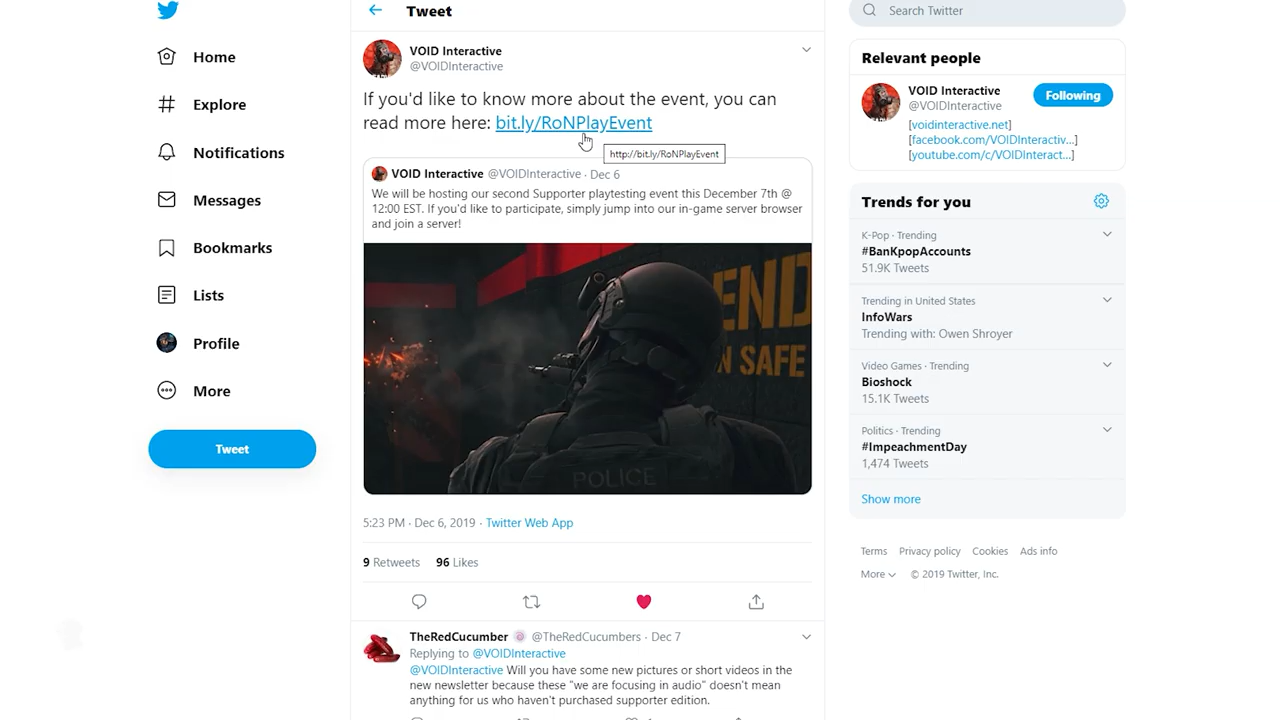 Home
Explore
Notifications
Messages
Bookmarks
Lists
Profile
More
Tweet
Tweet
VOID Interactive
@VOIDInteractive
If you'd like to know more about the event, you can
read more here: bit.ly/RoNPlayEvent
http://bit.ly/RoNPlayEvent
VOID Interactive @VOIDInteractive · Dec 6
We will be hosting our second Supporter playtesting event this December 7th @
12:00 EST. If you'd like to participate, simply jump into our in-game server browser
and join a server!
END
N SAFE
POLICE
5:23 PM · Dec 6, 2019 · Twitter Web App
9 Retweets 96 Likes
TheRedCucumber @TheRedCucumbers · Dec 7
Replying to @VOIDInteractive
@VOIDInteractive Will you have some new pictures or short videos in the
new newsletter because these "we are focusing in audio" doesn't mean
anything for us who haven't purchased supporter edition.
Search Twitter
Relevant people
VOID Interactive
@VOIDInteractive
Following
[voidinteractive.net]
[facebook.com/VOIDInteractiv...]
[youtube.com/c/VOIDInteract...]
Trends for you
K-Pop · Trending
#BanKpopAccounts
51.9K Tweets
Trending in United States
InfoWars
Trending with: Owen Shroyer
Video Games · Trending
Bioshock
15.1K Tweets
Politics · Trending
#ImpeachmentDay
1,474 Tweets
Show more
Terms Privacy policy Cookies Ads info
More © 2019 Twitter, Inc.